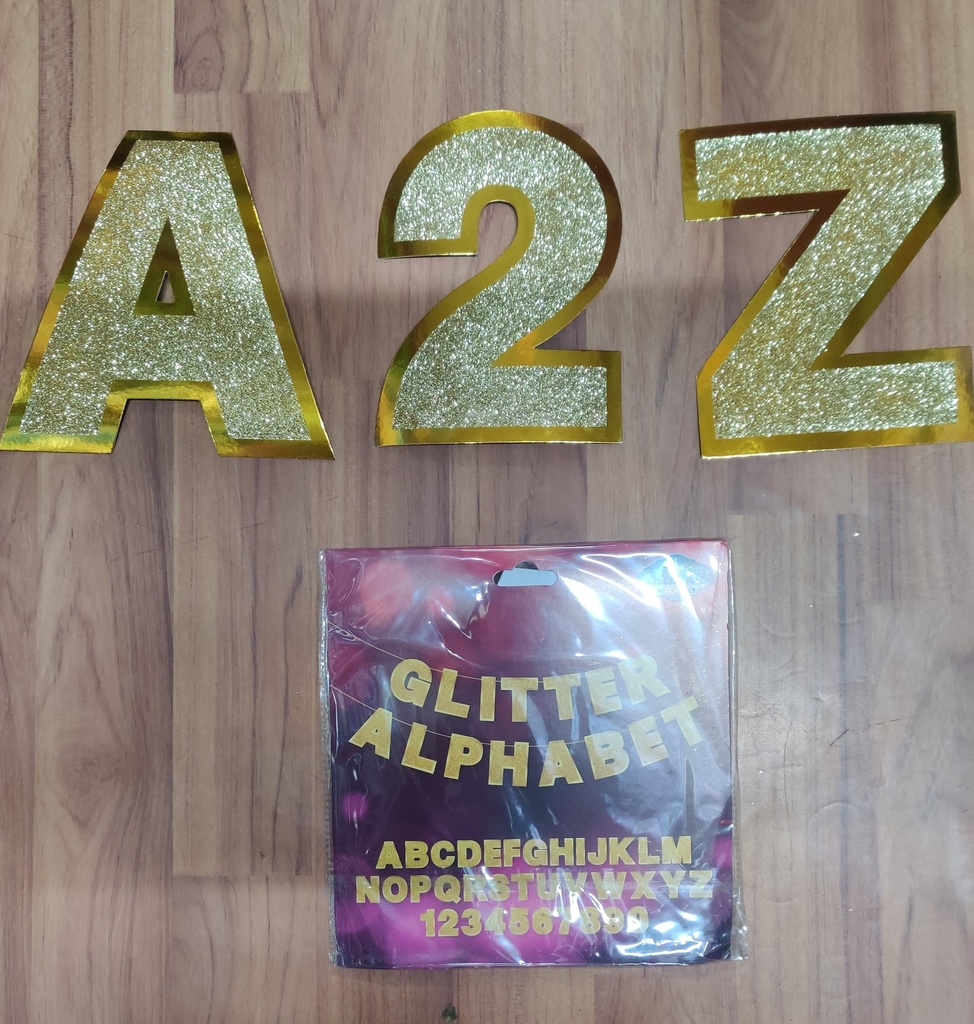 A2Z
GLITTER
ALPHABET
ABCDEFGHIJKLM
NOPQRSTUVWXYZ
1234567890